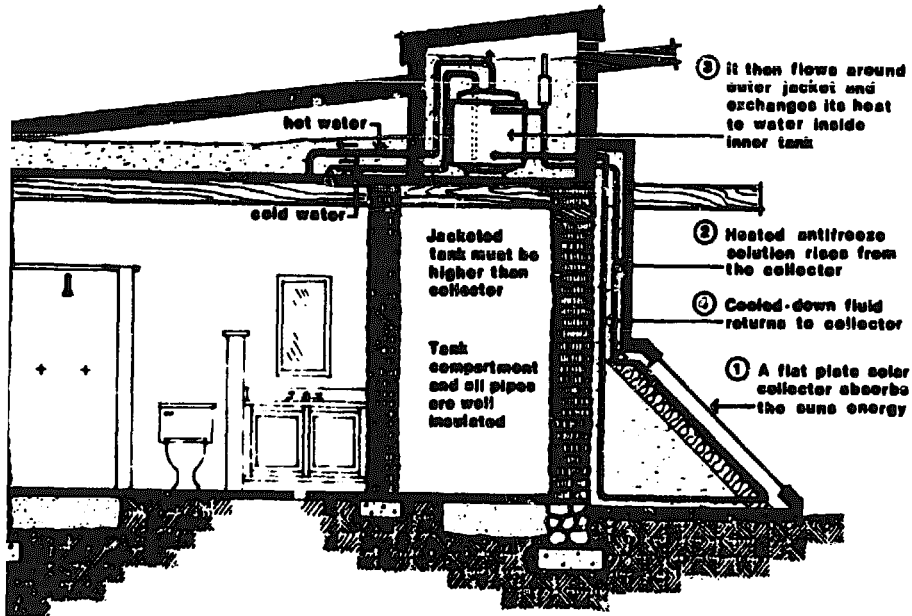 hot water
cold water
Jacketed
tank must be
higher than
collector
Tank
compartment
and all pipes
are well
insulated
③ it then flows around
outer jacket and
exchanges its heat
to water inside
inner tank
② Heated antifreeze
solution rises from
the collector
④ Cooled-down fluid
returns to collector
① A flat plate solar
collector absorbs
the suns energy